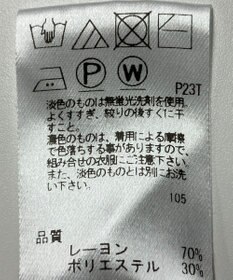 P W
P23T
淡色のものは無蛍光洗剤を使用。
よくすすぎ、絞りの後すぐに干
すこと。
濃色のものは、着用による摩擦
で色落ちする事がありますので、
組み合せの衣服にご注意下さい。
また、淡色のものとは別にお洗
い下さい。
105
品質
レーヨン 70%
ポリエステル 30%